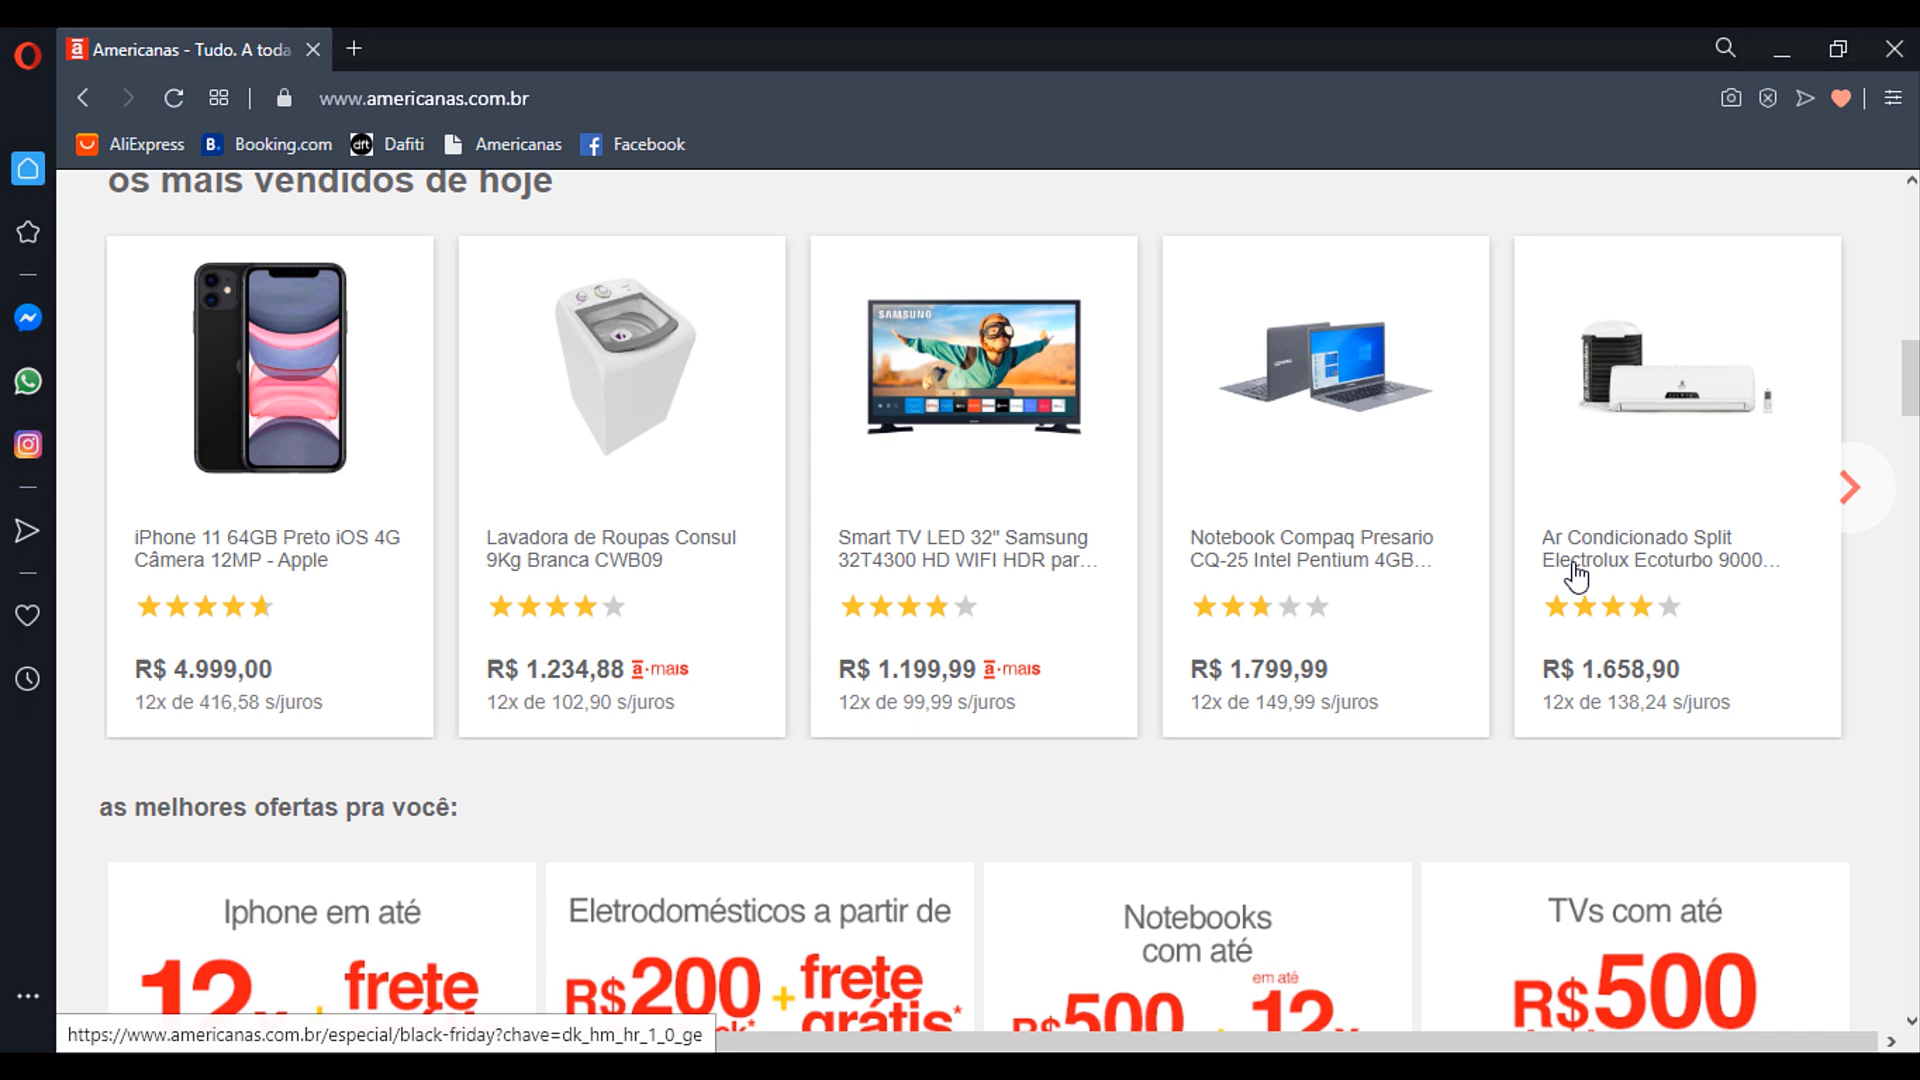 Americanas - Tudo. A toda
www.americanas.com.br
AliExpress
B.
Booking.com
dft
Dafiti
Americanas
Facebook
os mais vendidos de hoje
SAMSUNG
iPhone 11 64GB Preto iOS 4G
Câmera 12MP - Apple
R$ 4.999,00
12x de 416,58 s/juros
Lavadora de Roupas Consul
9Kg Branca CWB09
R$ 1.234,88 a·mais
12x de 102,90 s/juros
Smart TV LED 32" Samsung
32T4300 HD WIFI HDR par...
R$ 1.199,99 a·mais
12x de 99,99 s/juros
Notebook Compaq Presario
CQ-25 Intel Pentium 4GB...
R$ 1.799,99
12x de 149,99 s/juros
Ar Condicionado Split
Electrolux Ecoturbo 9000...
R$ 1.658,90
12x de 138,24 s/juros
as melhores ofertas pra você:
Iphone em até
12x + frete
Eletrodomésticos a partir de
R$200 + frete
grátis*
Notebooks
com até
em até
R$500 + 12x
TVs com até
R$500
https://www.americanas.com.br/especial/black-friday?chave=dk_hm_hr_1_0_ge